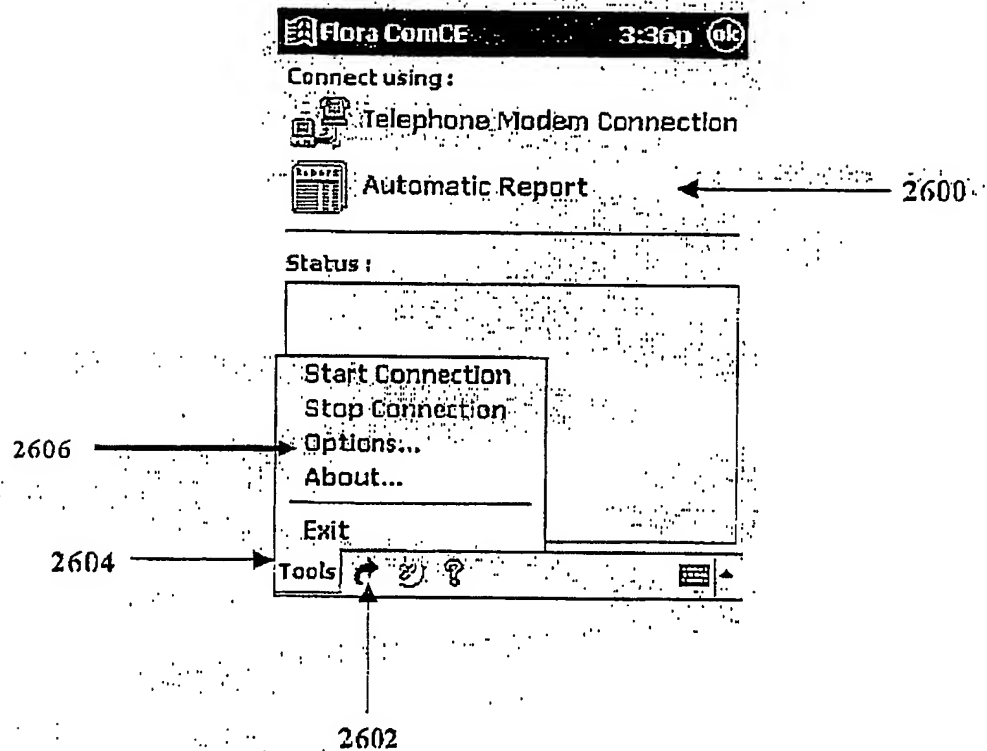 Flora ComCE 3:36p ok
Connect using:
Telephone Modem Connection
Reports
Automatic Report
2600
Status:
Start Connection
Stop Connection
2606
Options...
About...
Exit
2604
Tools
2602